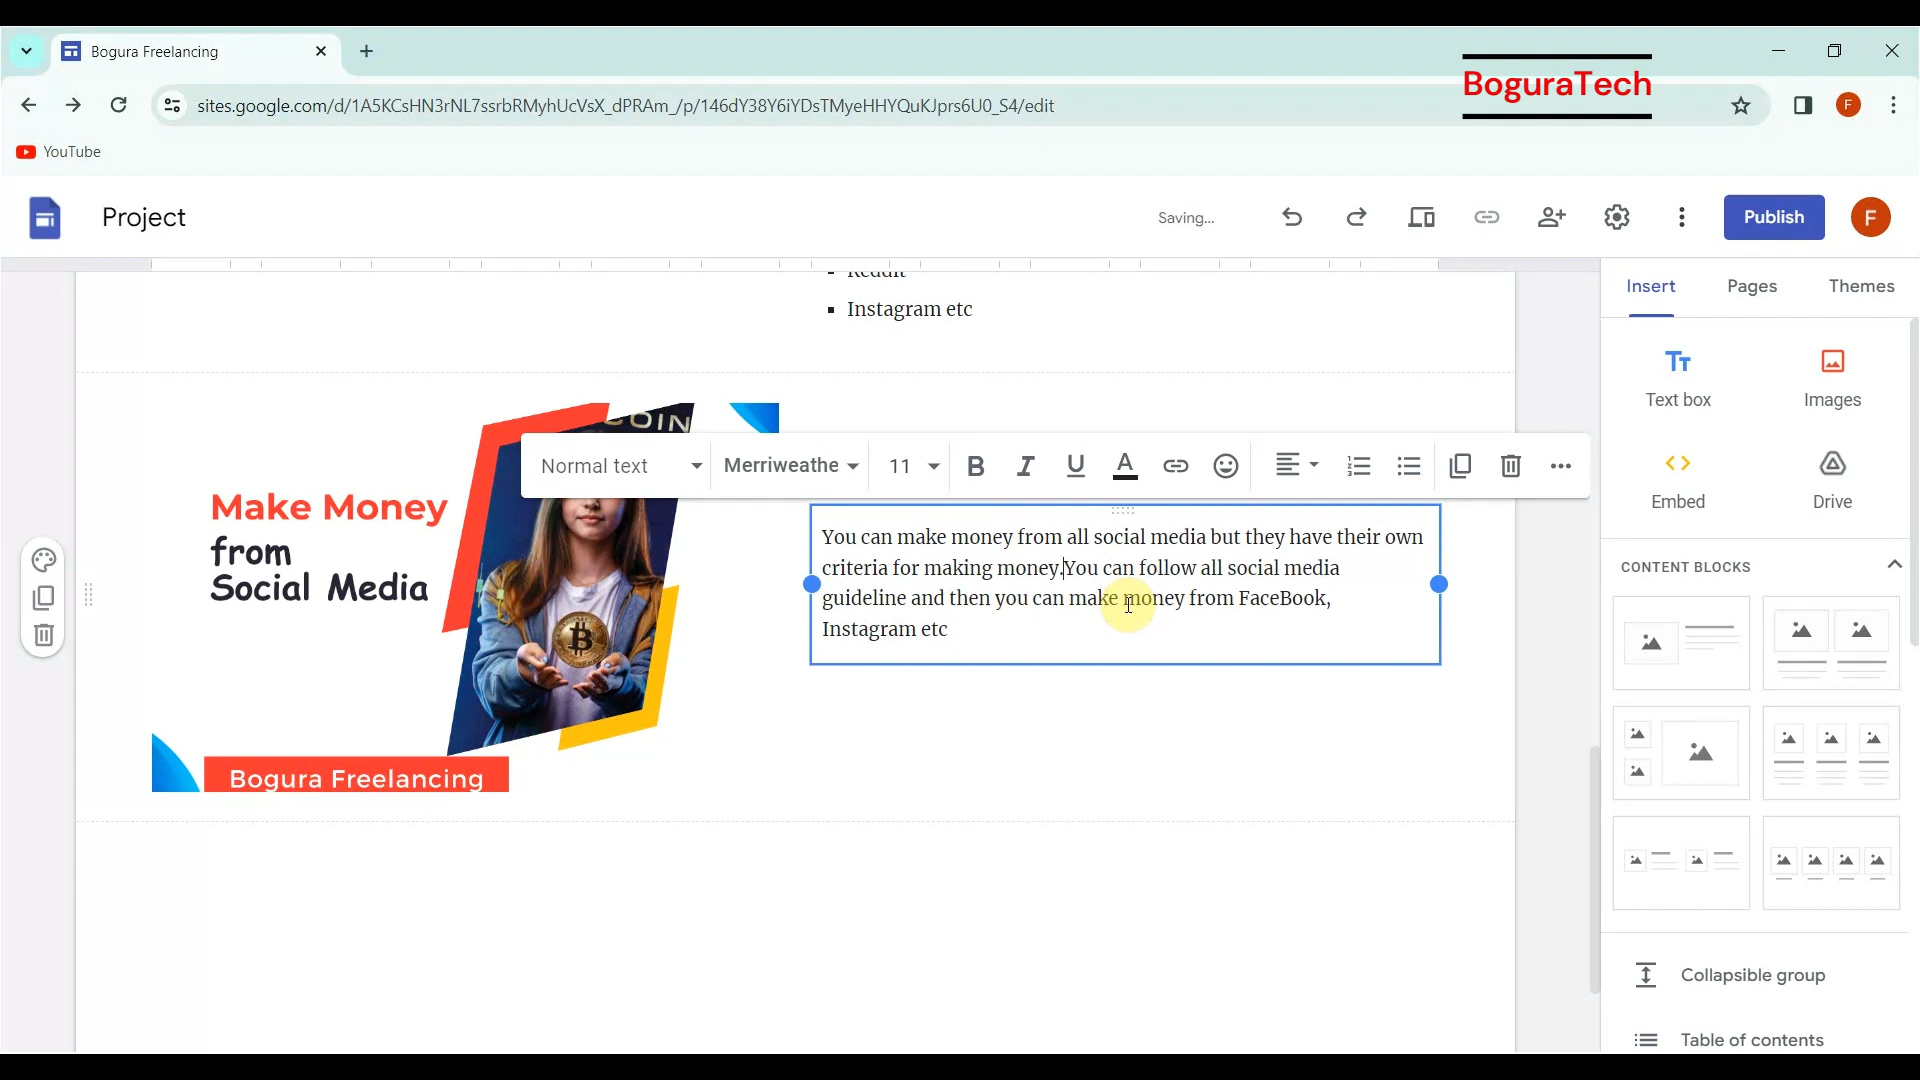 Bogura Freelancing
BoguraTech
sites.google.com/d/1A5KCsHN3rNL7ssrbRMyhUcVsX_dPRAm_/p/146dY38Y6iYDsTMyeHHYQuKJprs6U0_S4/edit
F
YouTube
Project
Saving...
Publish
F
Insert
Pages
Themes
Reddit
Instagram etc
Text box
Images
Embed
Drive
COIN
Normal text
Merriweathe
11
Make Money
from
Social Media
You can make money from all social media but they have their own
criteria for making money.You can follow all social media
guideline and then you can make money from FaceBook,
Instagram etc
Bogura Freelancing
CONTENT BLOCKS
Collapsible group
Table of contents